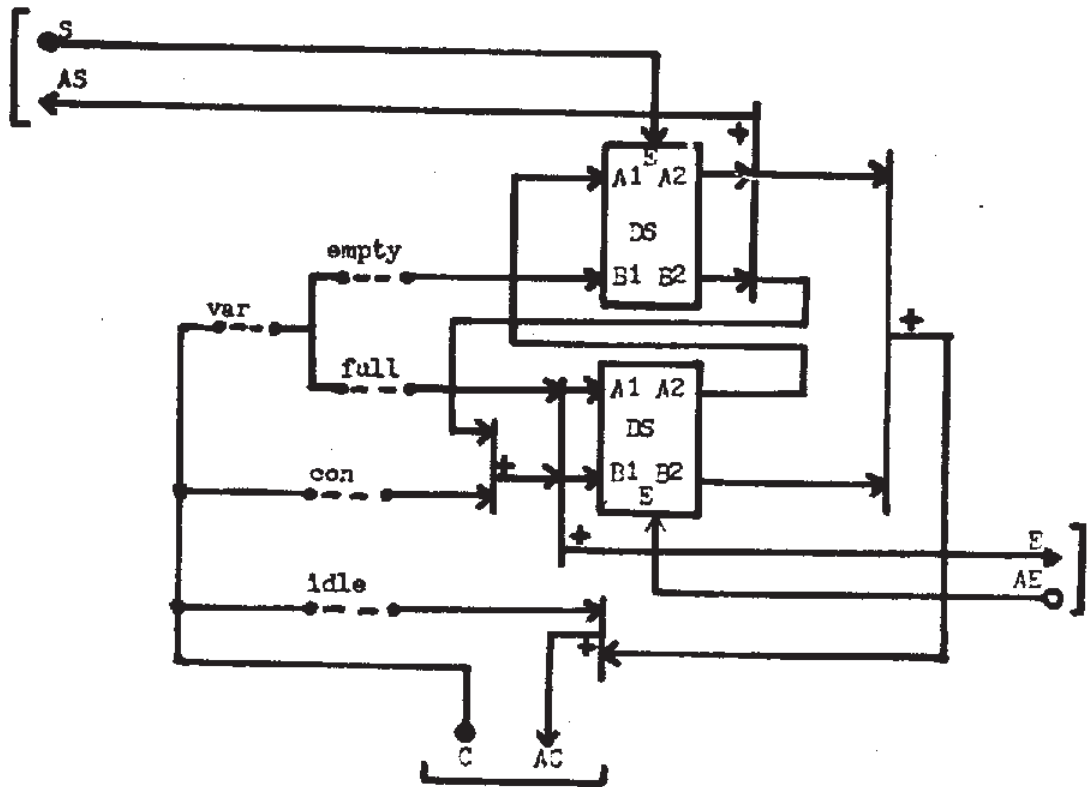 S
AS
+
E
A1 A2
DS
B1 B2
empty
var
+
full
A1 A2
DS
B1 B2
E
+
con
+
E
AE
idle
+
C
AC